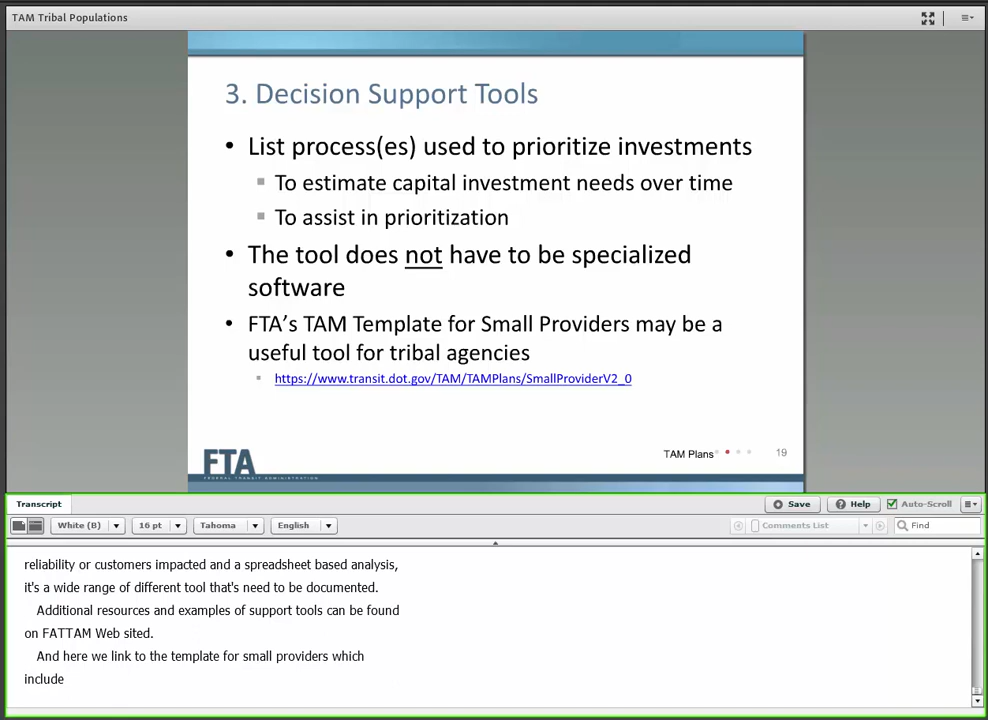 TAM Tribal Populations
3. Decision Support Tools
• List process(es) used to prioritize investments
▪ To estimate capital investment needs over time
▪ To assist in prioritization
• The tool does not have to be specialized
software
• FTA’s TAM Template for Small Providers may be a
useful tool for tribal agencies
▪ https://www.transit.dot.gov/TAM/TAMPlans/SmallProviderV2_0
FTA
FEDERAL TRANSIT ADMINISTRATION
TAM Plans
19
Transcript
Save
Help
Auto-Scroll
White (B)
16 pt
Tahoma
English
Comments List
Find
reliability or customers impacted and a spreadsheet based analysis,
it's a wide range of different tool that's need to be documented.
Additional resources and examples of support tools can be found
on FATTAM Web sited.
And here we link to the template for small providers which
include